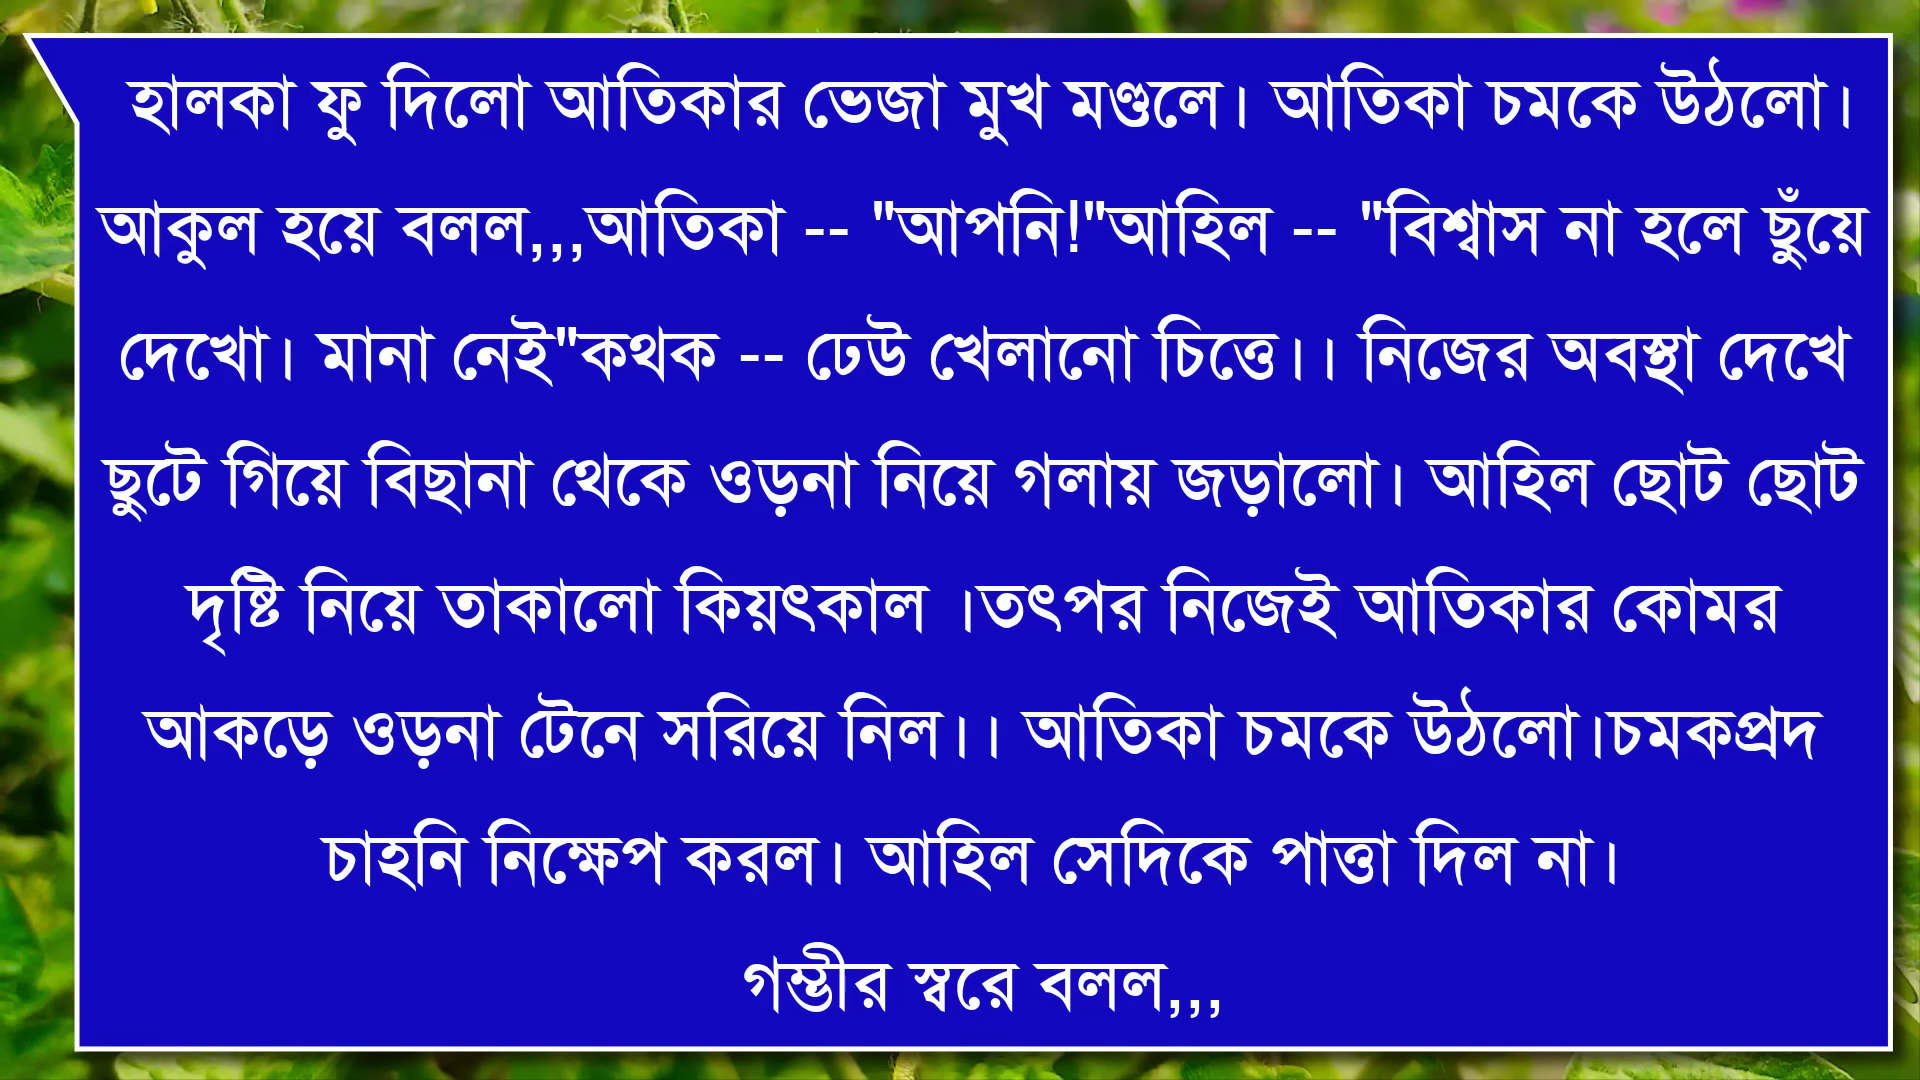 হালকা ফু দিলো আতিকার ভেজা মুখ মণ্ডলে। আতিকা চমকে উঠলো।
আকুল হয়ে বলল,,,আতিকা -- "আপনি!"আহিল -- "বিশ্বাস না হলে ছুঁয়ে
দেখো। মানা নেই"কথক -- ঢেউ খেলানো চিত্তে।। নিজের অবস্থা দেখে
ছুটে গিয়ে বিছানা থেকে ওড়না নিয়ে গলায় জড়ালো। আহিল ছোট ছোট
দৃষ্টি নিয়ে তাকালো কিয়ৎকাল ।তৎপর নিজেই আতিকার কোমর
আকড়ে ওড়না টেনে সরিয়ে নিল।। আতিকা চমকে উঠলো।চমকপ্রদ
চাহনি নিক্ষেপ করল। আহিল সেদিকে পাত্তা দিল না।
গম্ভীর স্বরে বলল,,,